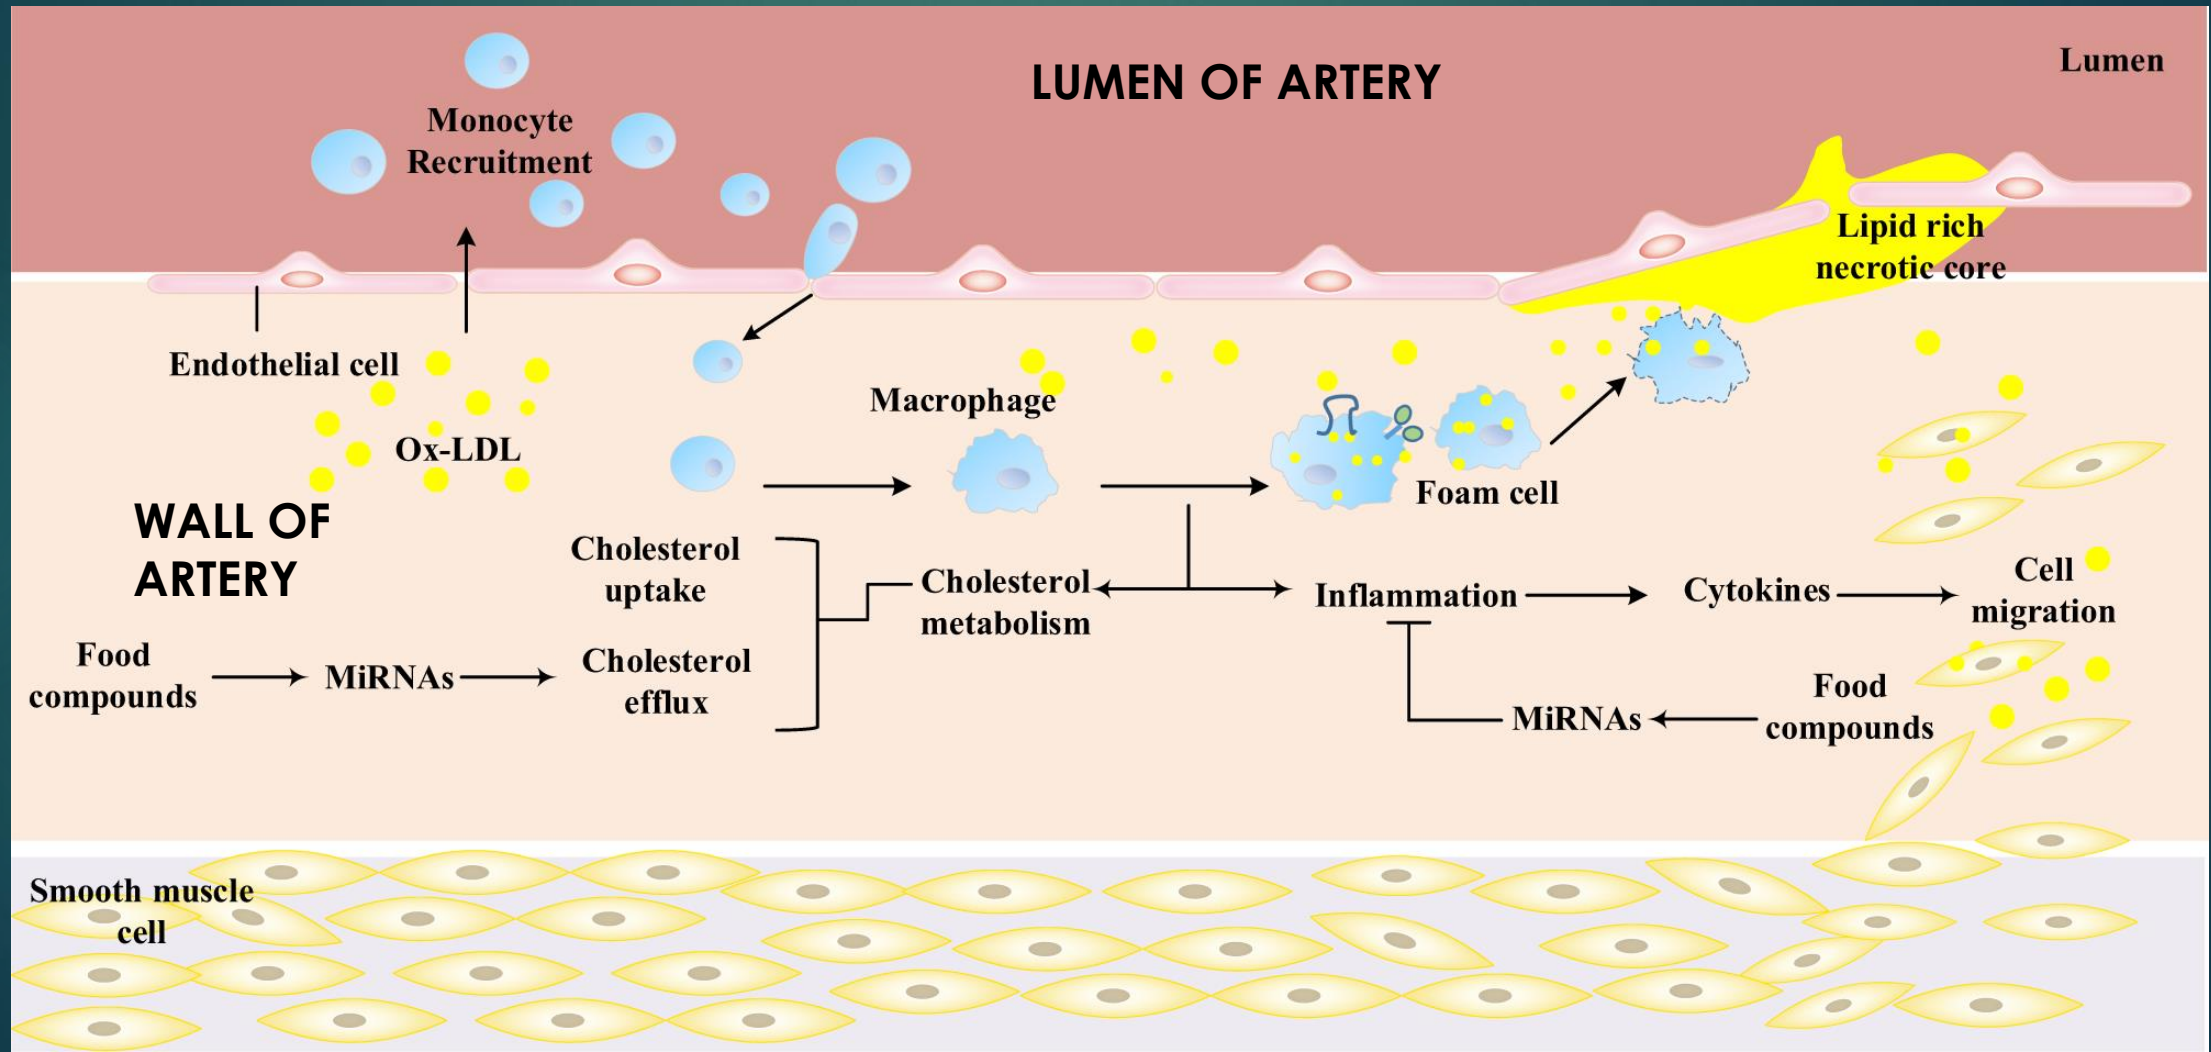 LUMEN OF ARTERY
Lumen
Monocyte
Recruitment
Lipid rich
necrotic core
Endothelial cell
Macrophage
Ox-LDL
Foam cell
WALL OF
ARTERY
Cholesterol
uptake
Cholesterol
metabolism
Inflammation
Cytokines
Cell
migration
Food
compounds
MiRNAs
Cholesterol
efflux
MiRNAs
Food
compounds
Smooth muscle
cell